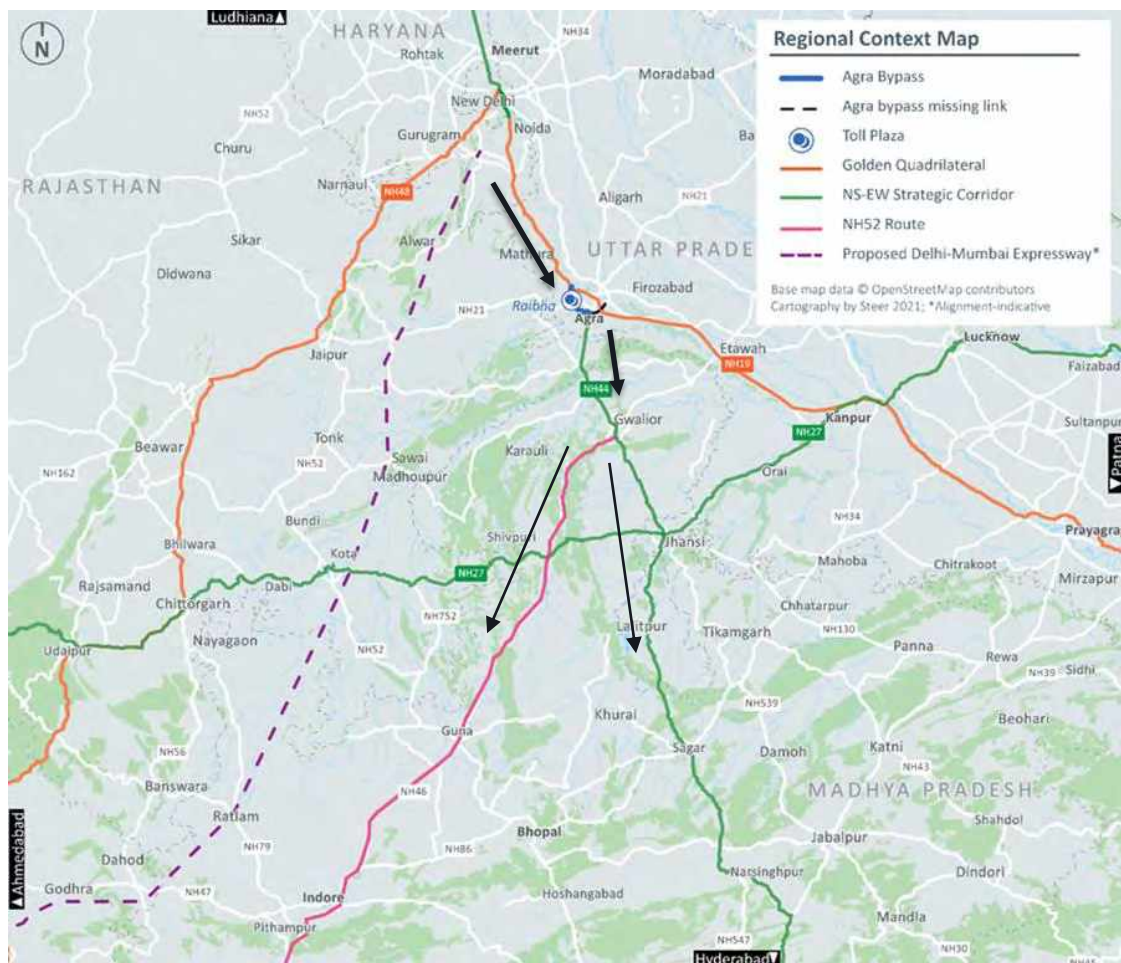 Ludhiana▲
HARYANA
NH34
Meerut
Rohtak
Moradabad
N
New Delhi
NH52
Gurugram
Noida
Churu
Aligarh
NH21
RAJASTHAN
Narnaul
NH48
Sikar
Alwar
Mathura
UTTAR PRADE
Didwana
Firozabad
Raibha
NH21
Agra
Jaipur
Etawah
Lucknow
NH19
Faizabad
NH44
Gwalior
Kanpur
Sultanpur
Beawar
Tonk
Karauli
NH27
NH162
NH52
Sawai
Madhoupur
Orai
▼Patna
Bundi
NH34
Bhilwara
Shivpuri
Jhansi
Prayagra
Kota
Mahoba
Chitrakoot
Rajsamand
Dabi
NH27
Mirzapur
Chittorgarh
NH752
Chhatarpur
Nayagaon
Lalitpur
Tikamgarh
NH130
Udaipur
NH52
Panna
Rewa
NH39
Sidhi
NH539
Khurai
Beohari
Guna
NH56
Sagar
Damoh
Katni
NH43
Banswara
NH46
MADHYA PRADESH
Ratlam
Shahdol
Bhopal
Jabalpur
▲Ahmedabad
NH79
NH86
Dahod
Narsinghpur
Dindori
Godhra
NH47
Indore
Hoshangabad
Mandla
Pithampur
NH547
NH30
Hyderabad▼
Regional Context Map
Agra Bypass
Agra bypass missing link
Toll Plaza
Golden Quadrilateral
NS-EW Strategic Corridor
NH52 Route
Proposed Delhi-Mumbai Expressway*
Base map data © OpenStreetMap contributors
Cartography by Steer 2021; *Alignment-indicative